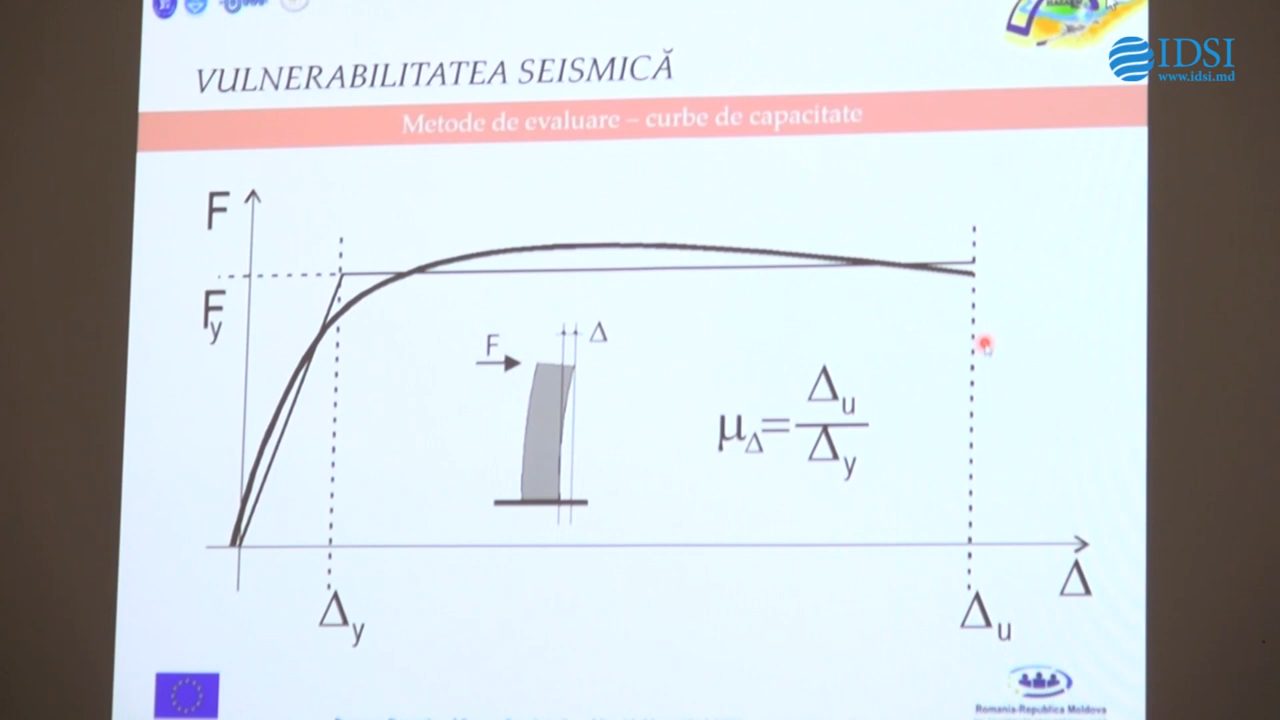 IDSI
www.idsi.md
VULNERABILITATEA SEISMICĂ
Metode de evaluare – curbe de capacitate
F
Fy
F
Δ
μΔ=Δu/Δy
Δ
Δy
Δu
Romania-Republica Moldova